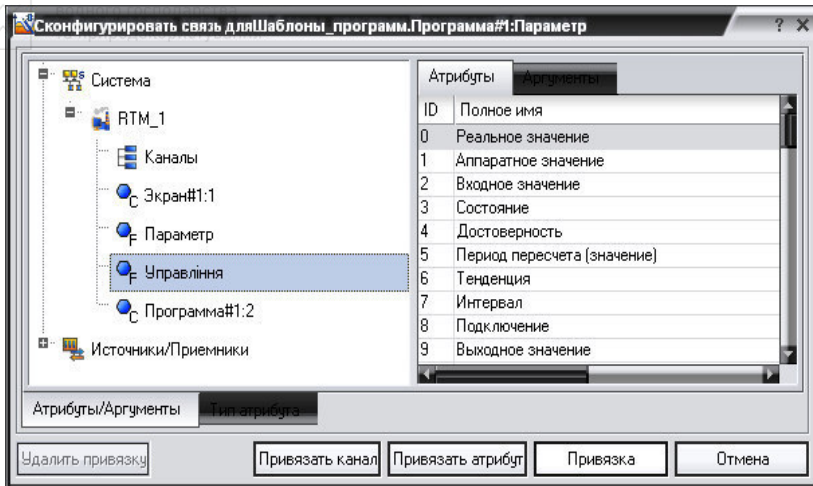 Сконфигурировать связь дляШаблоны_программ.Программа#1:Параметр
Система
RTM_1
Каналы
Экран#1:1
Параметр
Управління
Программа#1:2
Источники/Приемники
Атрибуты Аргументы
ID Полное имя
0 Реальное значение
1 Аппаратное значение
2 Входное значение
3 Состояние
4 Достоверность
5 Период пересчета (значение)
6 Тенденция
7 Интервал
8 Подключение
9 Выходное значение
Атрибуты/Аргументы Тип атрибута
Удалить привязку Привязать канал Привязать атрибут Привязка Отмена